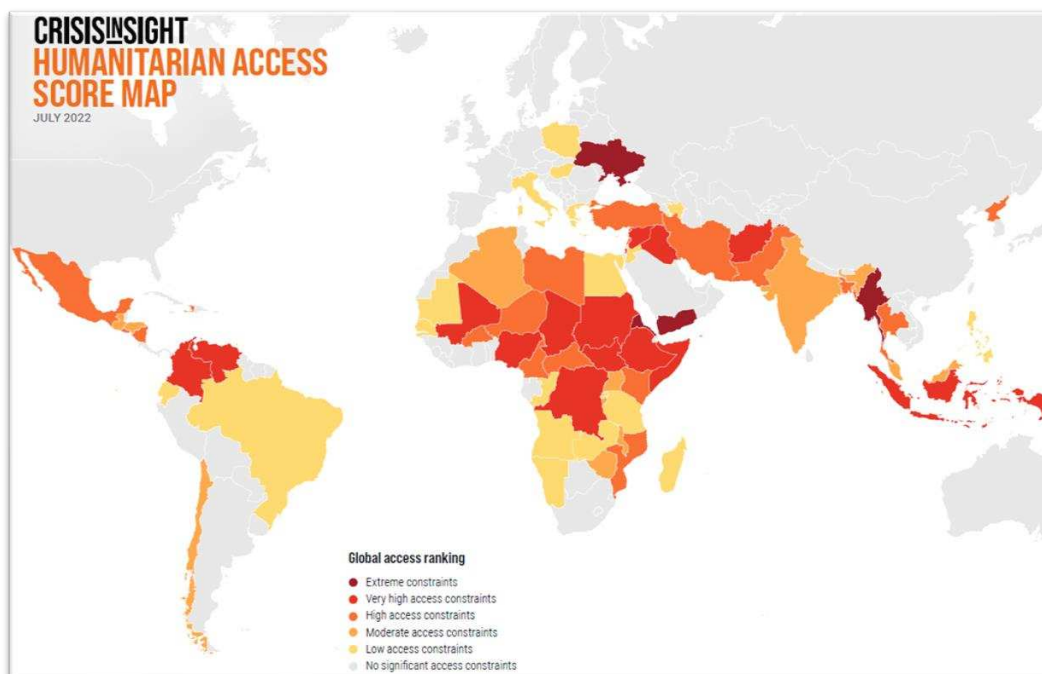 CRISISINSIGHT
HUMANITARIAN ACCESS
SCORE MAP
JULY 2022
Global access ranking
Extreme constraints
Very high access constraints
High access constraints
Moderate access constraints
Low access constraints
No significant access constraints